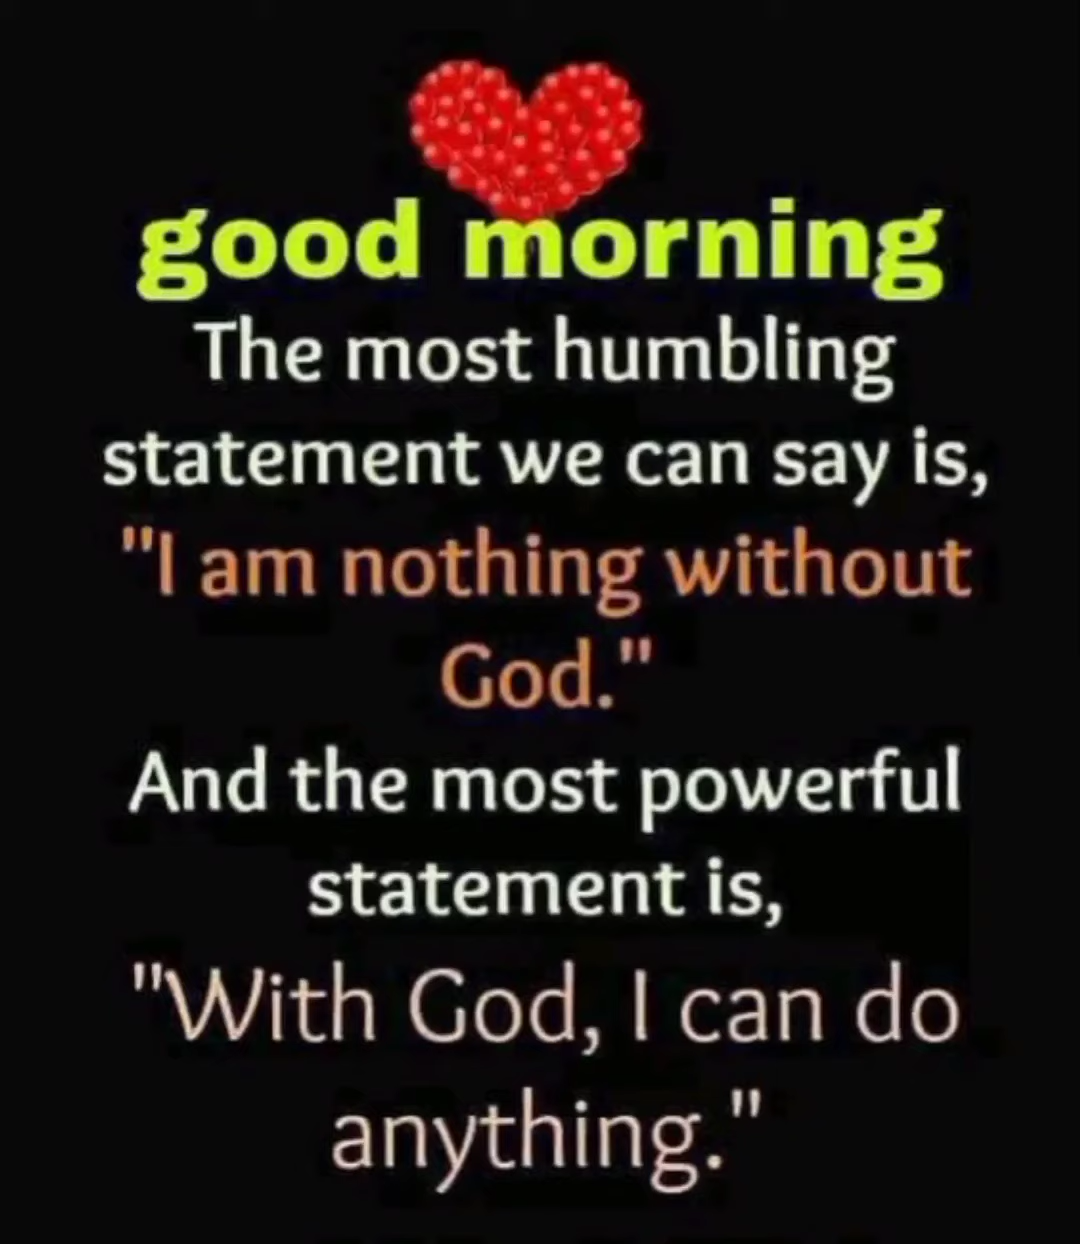 good morning
The most humbling
statement we can say is,
"I am nothing without
God."
And the most powerful
statement is,
"With God, I can do
anything."